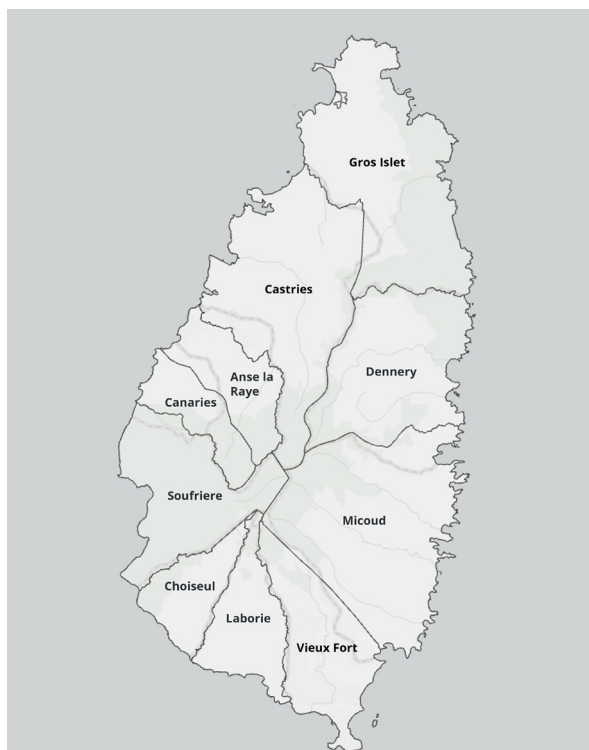 Gros Islet
Castries
Dennery
Anse la
Raye
Canaries
Soufriere
Micoud
Choiseul
Laborie
Vieux Fort